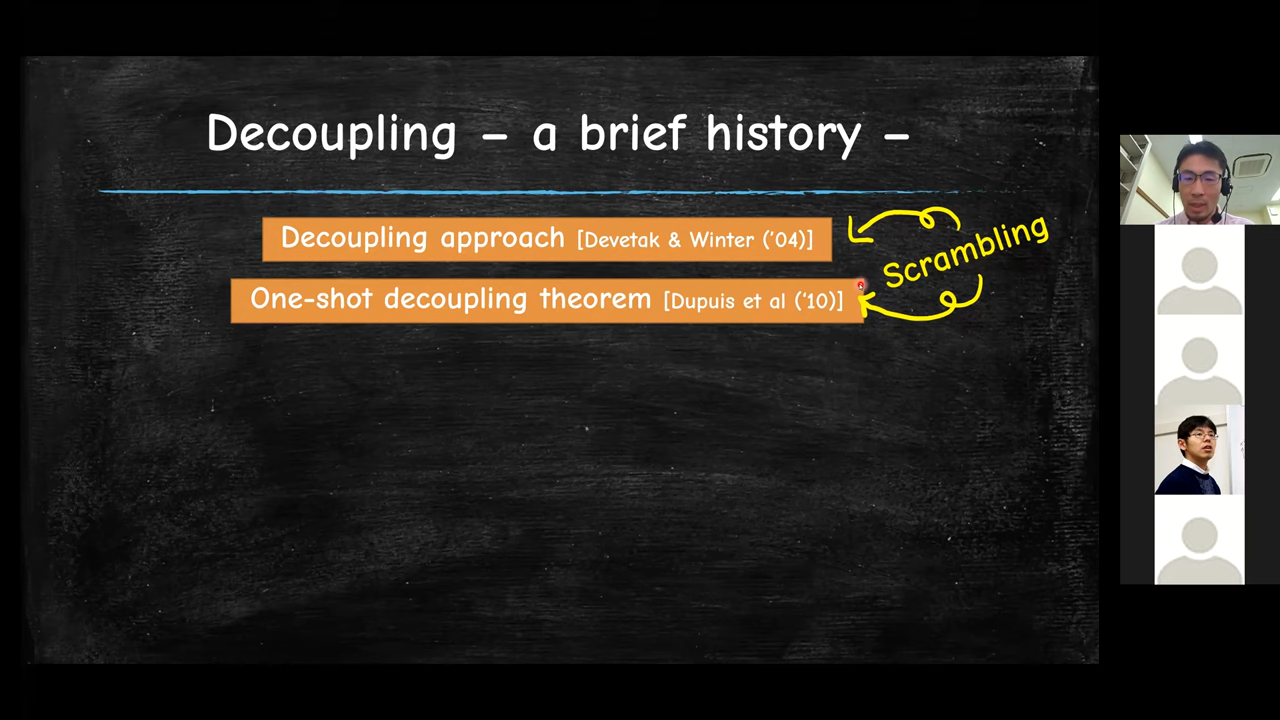 Decoupling – a brief history –
Decoupling approach [Devetak & Winter ('04)]
Scrambling
One-shot decoupling theorem [Dupuis et al ('10)]